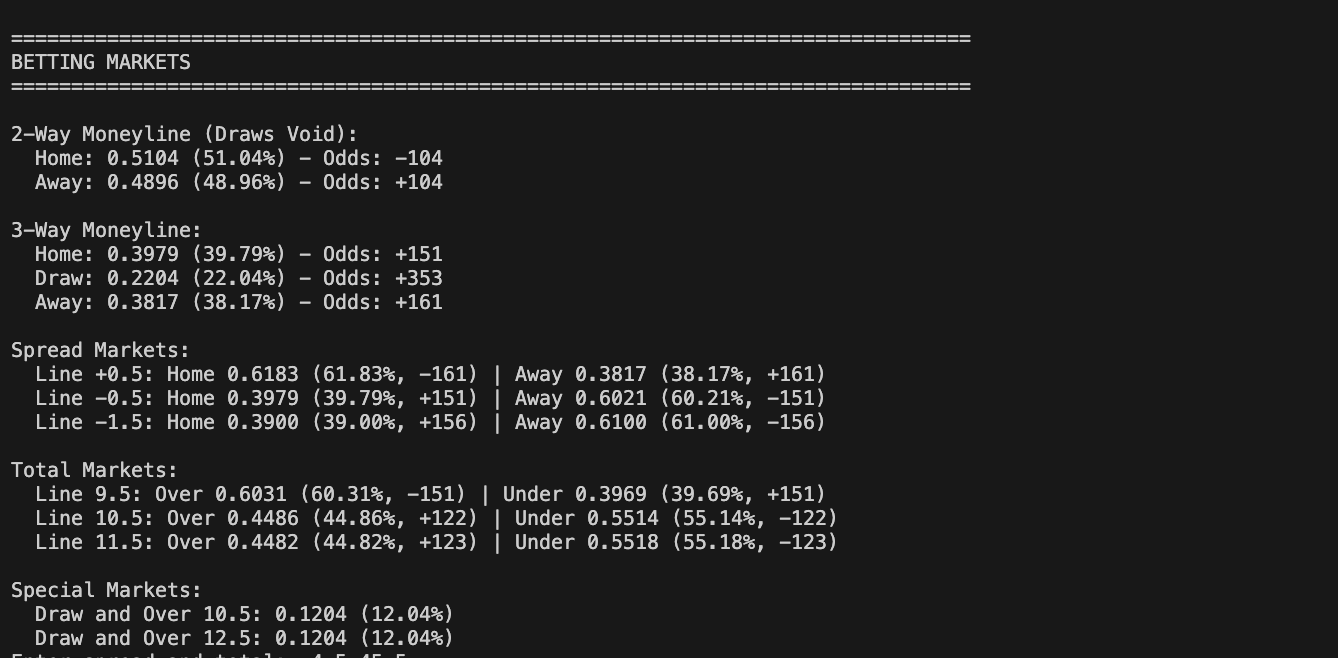 ================================================================================
BETTING MARKETS
================================================================================
2-Way Moneyline (Draws Void):
Home: 0.5104 (51.04%) - Odds: -104
Away: 0.4896 (48.96%) - Odds: +104
3-Way Moneyline:
Home: 0.3979 (39.79%) - Odds: +151
Draw: 0.2204 (22.04%) - Odds: +353
Away: 0.3817 (38.17%) - Odds: +161
Spread Markets:
Line +0.5: Home 0.6183 (61.83%, -161) | Away 0.3817 (38.17%, +161)
Line -0.5: Home 0.3979 (39.79%, +151) | Away 0.6021 (60.21%, -151)
Line -1.5: Home 0.3900 (39.00%, +156) | Away 0.6100 (61.00%, -156)
Total Markets:
Line 9.5: Over 0.6031 (60.31%, -151) | Under 0.3969 (39.69%, +151)
Line 10.5: Over 0.4486 (44.86%, +122) | Under 0.5514 (55.14%, -122)
Line 11.5: Over 0.4482 (44.82%, +123) | Under 0.5518 (55.18%, -123)
Special Markets:
Draw and Over 10.5: 0.1204 (12.04%)
Draw and Over 12.5: 0.1204 (12.04%)